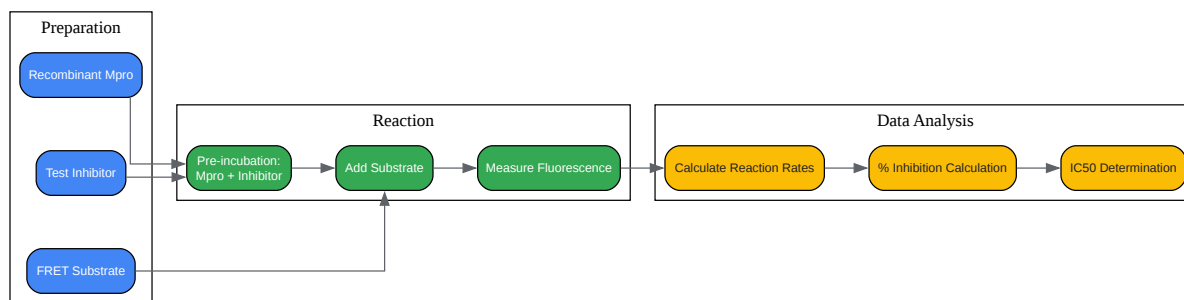 Preparation
Recombinant Mpro
Test Inhibitor
FRET Substrate
Reaction
Pre-incubation:
Mpro + Inhibitor
Add Substrate
Measure Fluorescence
Data Analysis
Calculate Reaction Rates
% Inhibition Calculation
IC50 Determination